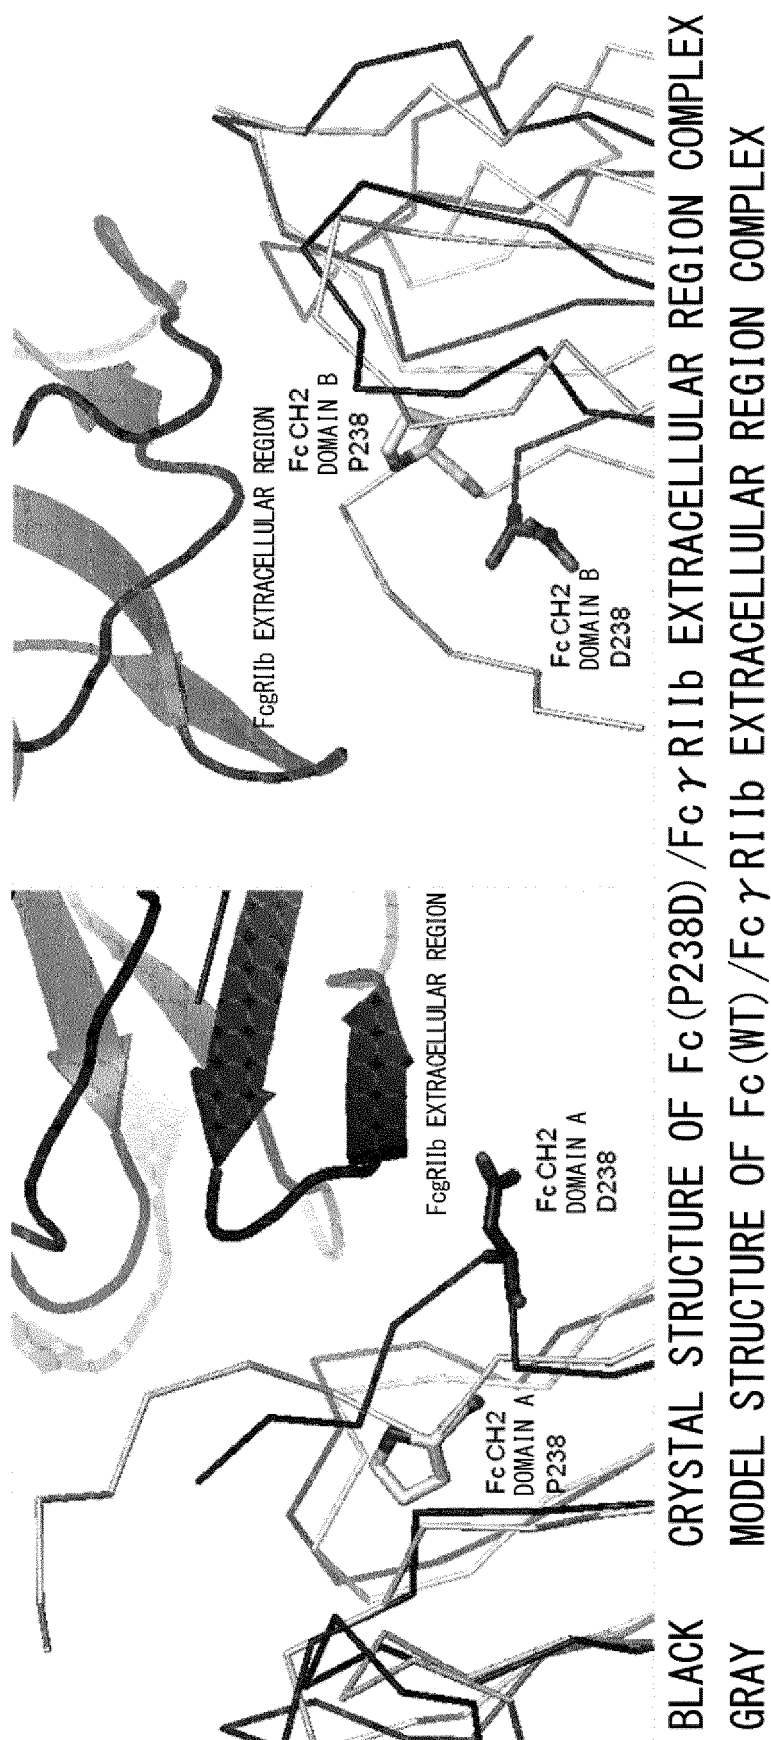 FcgRIIb EXTRACELLULAR REGION
Fc CH2
DOMAIN A
D238
Fc CH2
DOMAIN A
P238
FcgRIIb EXTRACELLULAR REGION
Fc CH2
DOMAIN B
P238
Fc CH2
DOMAIN B
D238
BLACK CRYSTAL STRUCTURE OF Fc(P238D)/FcγRIIb EXTRACELLULAR REGION COMPLEX
GRAY MODEL STRUCTURE OF Fc(WT)/FcγRIIb EXTRACELLULAR REGION COMPLEX